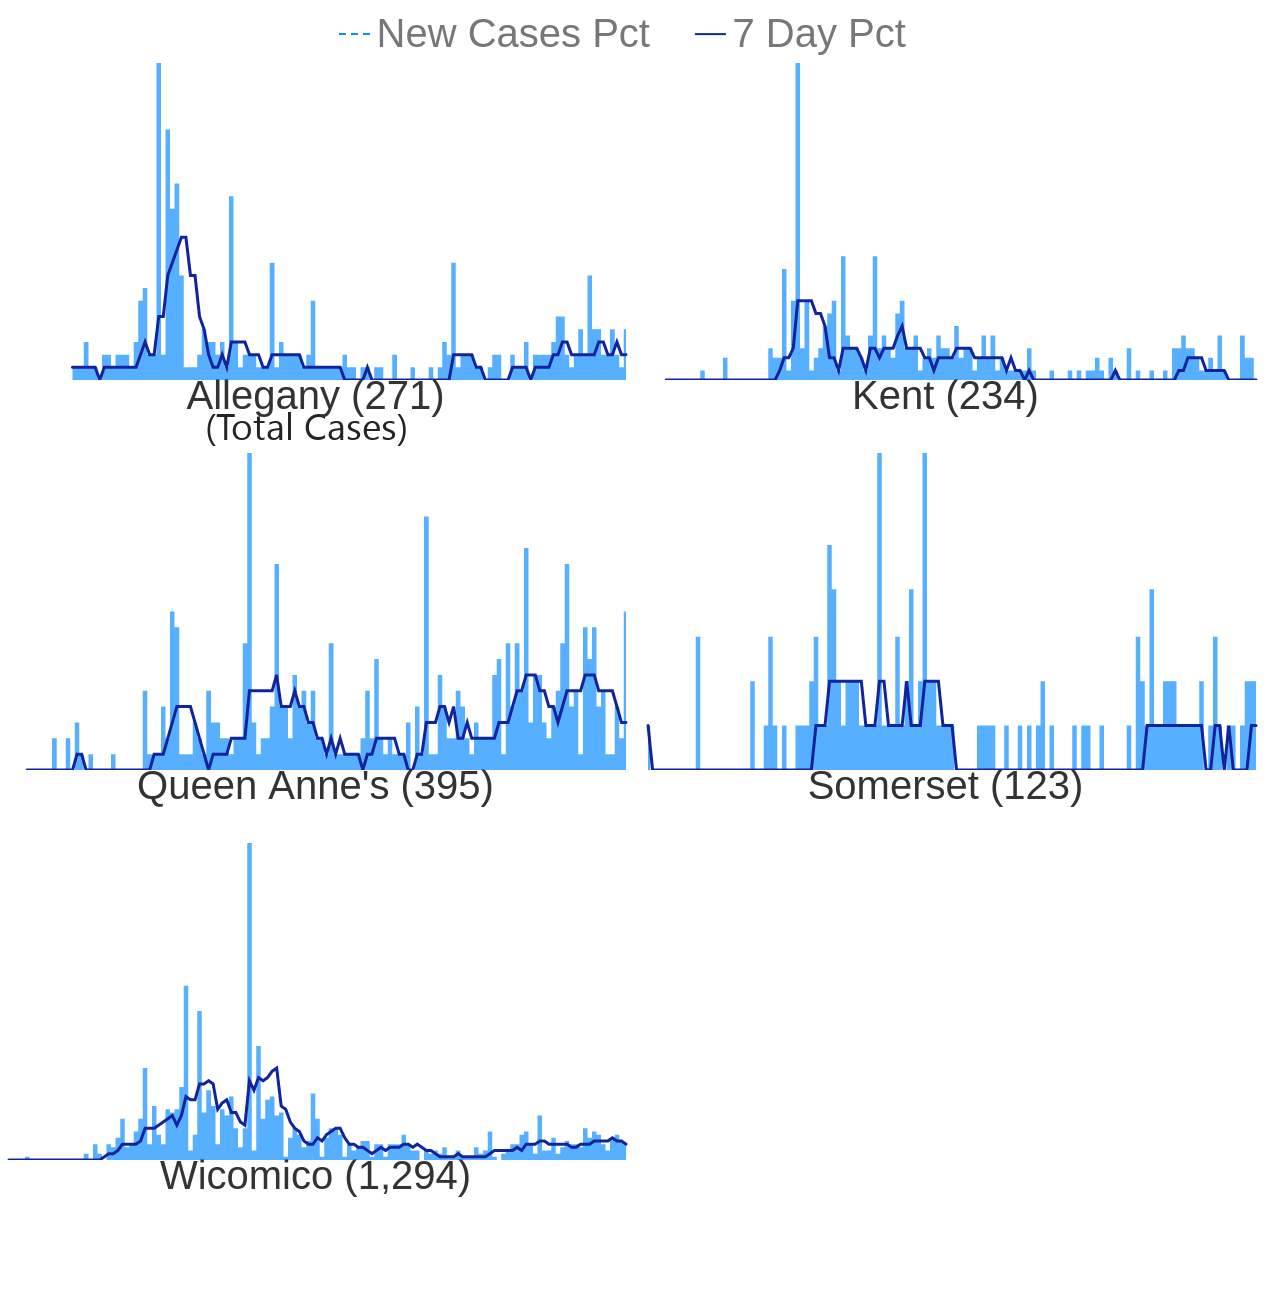 New Cases Pct 7 Day Pct
Allegany (271) Kent (234)
(Total Cases)
Queen Anne's (395) Somerset (123)
Wicomico (1,294)